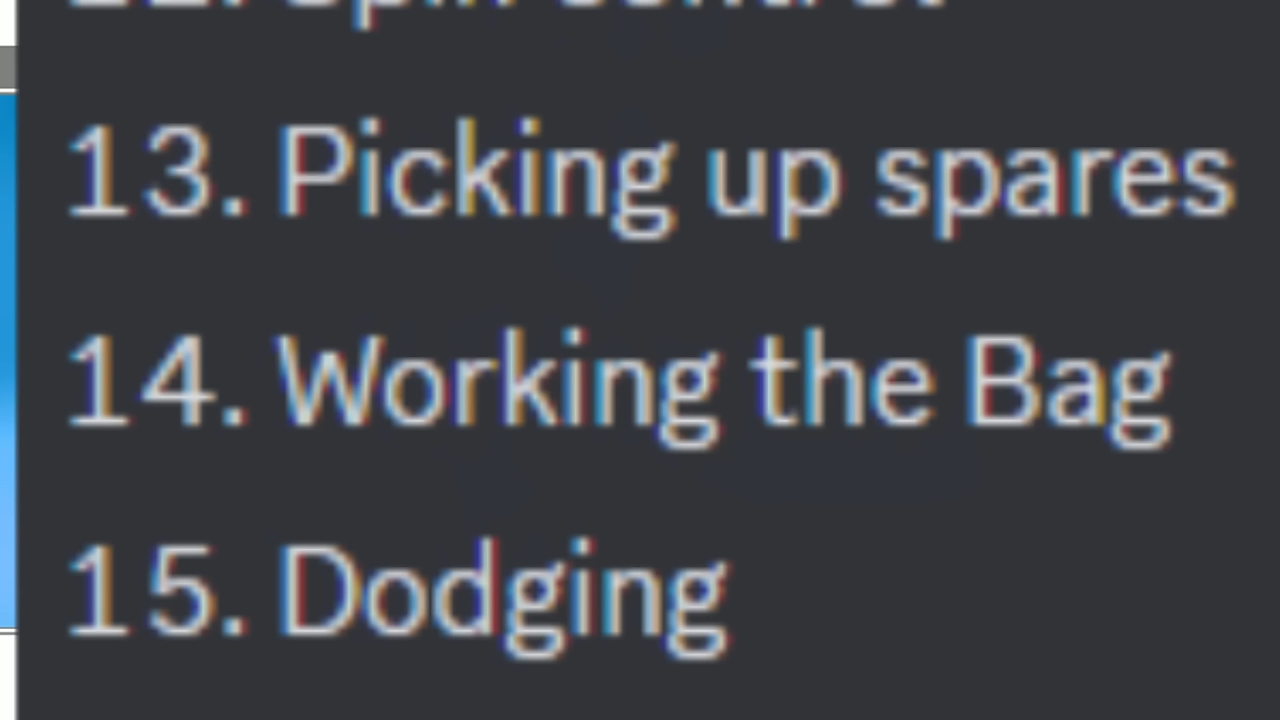 13. Picking up spares
14. Working the Bag
15. Dodging